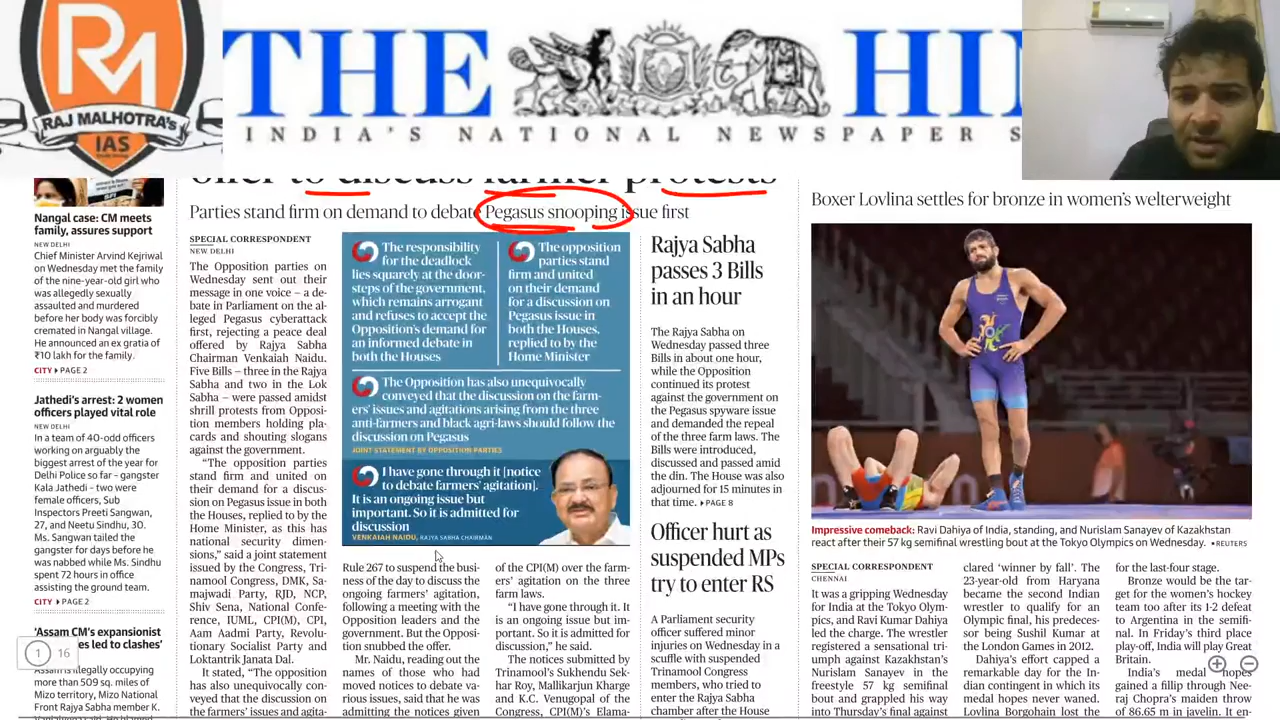 RM
RAJ MALHOTRA'S
IAS
THE HI
INDIA'S NATIONAL NEWSPAPER S
offer to discuss farmer protests
Parties stand firm on demand to debate Pegasus snooping issue first
Nangal case: CM meets
family, assures support
NEW DELHI
Chief Minister Arvind Kejriwal
on Wednesday met the family
of the nine-year-old girl who
was allegedly sexually
assaulted and murdered
before her body was forcibly
cremated in Nangal village.
He announced an ex gratia of
₹10 lakh for the family.
CITY PAGE 2
Jathedi's arrest: 2 women
officers played vital role
NEW DELHI
In a team of 40-odd officers
working on arguably the
biggest arrest of the year for
Delhi Police so far – gangster
Kala Jathedi – two were
female officers, Sub
Inspectors Preeti Sangwan,
27, and Neetu Sindhu, 30.
Ms. Sangwan tailed the
gangster for days before he
was nabbed while Ms. Sindhu
spent 72 hours in office
assisting the ground team.
CITY PAGE 2
'Assam CM's expansionist
es led to clashes'
1 16
Assam is illegally occupying
more than 509 sq. miles of
Mizo territory, Mizo National
Front Rajya Sabha member K.
SPECIAL CORRESPONDENT
NEW DELHI
The Opposition parties on
Wednesday sent out their
message in one voice – a de-
bate in Parliament on the al-
leged Pegasus cyberattack
first, rejecting a peace deal
offered by Rajya Sabha
Chairman Venkaiah Naidu.
Five Bills – three in the Rajya
Sabha and two in the Lok
Sabha – were passed amidst
shrill protests from Opposi-
tion members holding pla-
cards and shouting slogans
against the government.
"The opposition parties
stand firm and united on
their demand for a discus-
sion on Pegasus issue in both
the Houses, replied to by the
Home Minister, as this has
national security dimen-
sions," said a joint statement
issued by the Congress, Tri-
namool Congress, DMK, Sa-
majwadi Party, RJD, NCP,
Shiv Sena, National Confe-
rence, IUML, CPI(M), CPI,
Aam Aadmi Party, Revolu-
tionary Socialist Party and
Loktantrik Janata Dal.
It stated, "The opposition
has also unequivocally con-
veyed that the discussion on
the farmers' issues and agita-
The responsibility
for the deadlock
lies squarely at the door-
steps of the government,
which remains arrogant
and refuses to accept the
Opposition's demand for
an informed debate in
both the Houses
The opposition
parties stand
firm and united
on their demand
for a discussion on
Pegasus issue in
both the Houses,
replied to by the
Home Minister
The Opposition has also unequivocally
conveyed that the discussion on the farm-
ers' issues and agitations arising from the three
anti-farmers and black agri-laws should follow the
discussion on Pegasus
JOINT STATEMENT BY OPPOSITION PARTIES
I have gone through it [notice
to debate farmers' agitation].
It is an ongoing issue but
important. So it is admitted for
discussion
VENKAIAH NAIDU, RAJYA SABHA CHAIRMAN
Rule 267 to suspend the busi-
ness of the day to discuss the
ongoing farmers' agitation,
following a meeting with the
Opposition leaders and the
government. But the Opposi-
tion snubbed the offer.
Mr. Naidu, reading out the
names of those who had
moved notices to debate va-
rious issues, said that he was
admitting the notices given
of the CPI(M) over the farm-
ers' agitation on the three
farm laws.
"I have gone through it. It
is an ongoing issue but im-
portant. So it is admitted for
discussion," he said.
The notices submitted by
Trinamool's Sukhendu Sek-
har Roy, Mallikarjun Kharge
and K.C. Venugopal of the
Congress, CPI(M)'s Elama-
Rajya Sabha
passes 3 Bills
in an hour
The Rajya Sabha on
Wednesday passed three
Bills in about one hour,
while the Opposition
continued its protest
against the government on
the Pegasus spyware issue
and demanded the repeal
of the three farm laws. The
Bills were introduced,
discussed and passed amid
the din. The House was also
adjourned for 15 minutes in
that time. PAGE 8
Officer hurt as
suspended MPs
try to enter RS
A Parliament security
officer suffered minor
injuries on Wednesday in a
scuffle with suspended
Trinamool Congress
members, who tried to
enter the Rajya Sabha
chamber after the House
Boxer Lovlina settles for bronze in women's welterweight
Impressive comeback: Ravi Dahiya of India, standing, and Nurislam Sanayev of Kazakhstan
react after their 57 kg semifinal wrestling bout at the Tokyo Olympics on Wednesday. • REUTERS
SPECIAL CORRESPONDENT
CHENNAI
It was a gripping Wednesday
for India at the Tokyo Olym-
pics, and Ravi Kumar Dahiya
led the charge. The wrestler
registered a sensational tri-
umph against Kazakhstan's
Nurislam Sanayev in the
freestyle 57 kg semifinal
bout and grappled his way
into Thursday's final against
clared 'winner by fall'. The
23-year-old from Haryana
became the second Indian
wrestler to qualify for an
Olympic final, his predeces-
sor being Sushil Kumar at
the London Games in 2012.
Dahiya's effort capped a
remarkable day for the In-
dian contingent in which its
medal hopes never waned.
Lovlina Borgohain lost the
for the last-four stage.
Bronze would be the tar-
get for the women's hockey
team too after its 1-2 defeat
to Argentina in the semifi-
nal. In Friday's third place
play-off, India will play Great
Britain.
India's medal hopes
gained a fillip through Nee-
raj Chopra's maiden throw
of 86.65 m in javelin. It en-